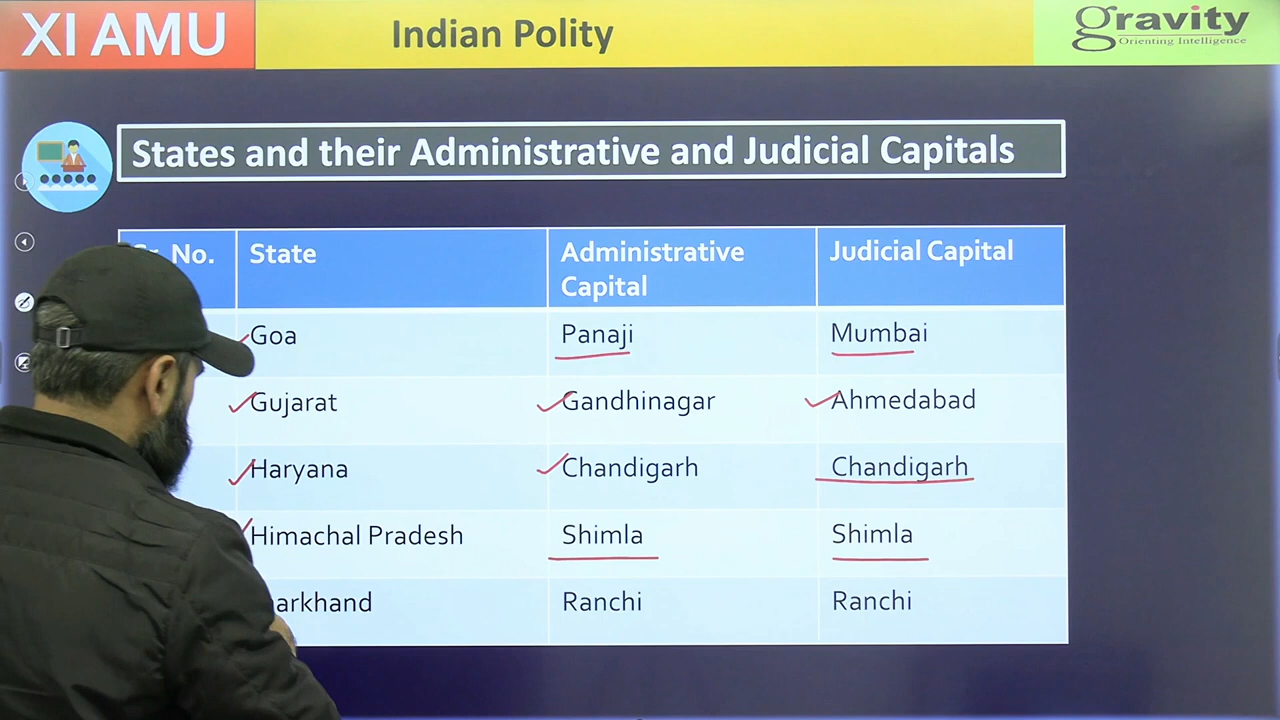 XI AMU
Indian Polity
gravity
Orienting Intelligence
States and their Administrative and Judicial Capitals
No. State Administrative Capital Judicial Capital
Goa Panaji Mumbai
Gujarat Gandhinagar Ahmedabad
Haryana Chandigarh Chandigarh
Himachal Pradesh Shimla Shimla
Ranchi Ranchi